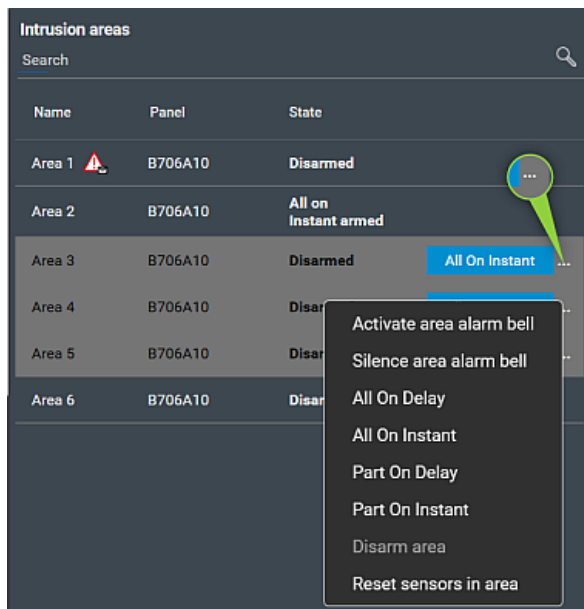 Intrusion areas
Search
Name Panel State
Area 1 B706A10 Disarmed
...
Area 2 B706A10 All on
Instant armed
Area 3 B706A10 Disarmed All On Instant ...
Area 4 B706A10 Disar
Area 5 B706A10 Disar
Area 6 B706A10 Disar
Activate area alarm bell
Silence area alarm bell
All On Delay
All On Instant
Part On Delay
Part On Instant
Disarm area
Reset sensors in area